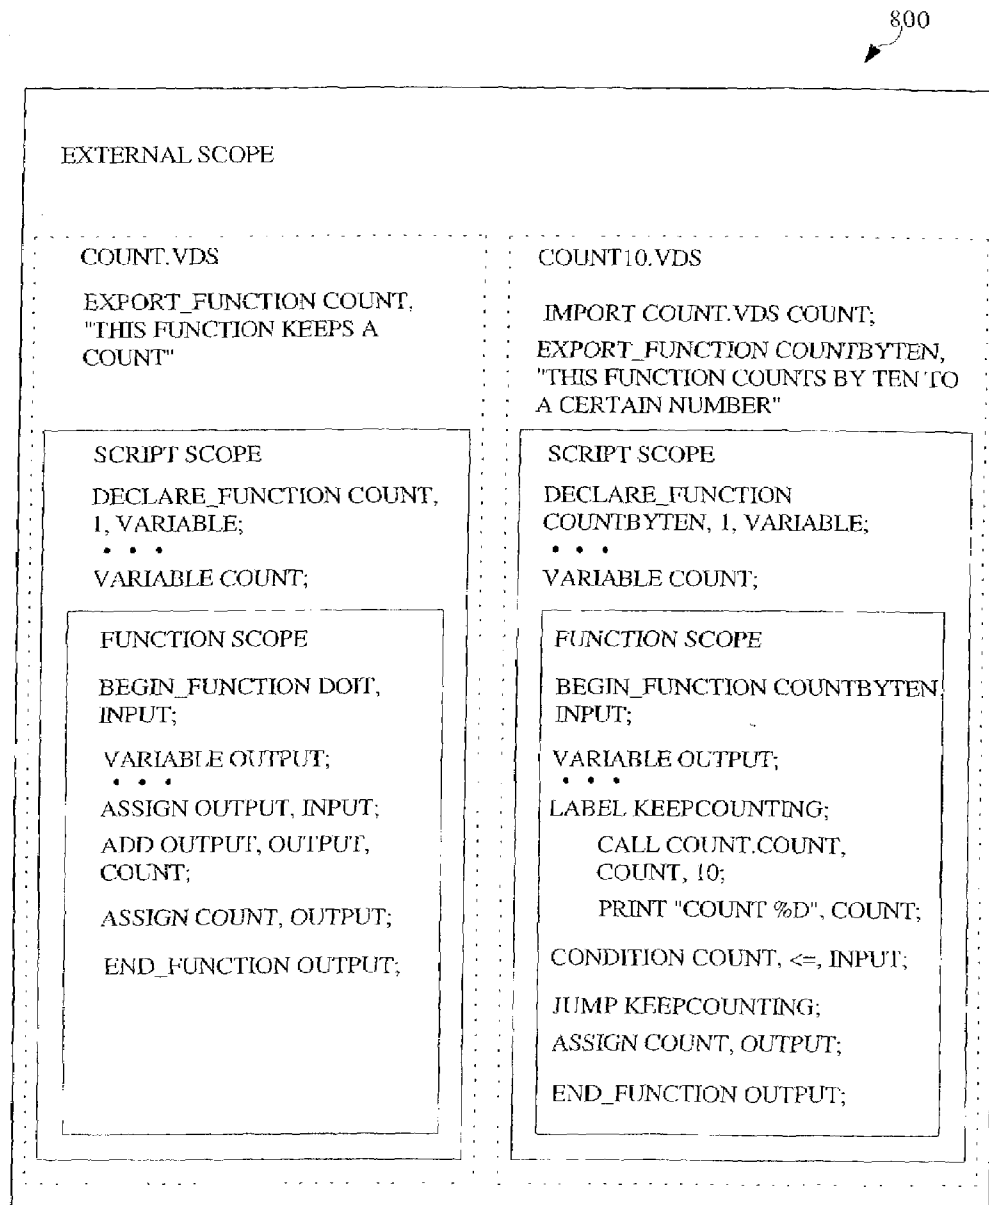 800
EXTERNAL SCOPE
COUNT.VDS
EXPORT_FUNCTION COUNT,
"THIS FUNCTION KEEPS A
COUNT"
SCRIPT SCOPE
DECLARE_FUNCTION COUNT,
1, VARIABLE;
• • •
VARIABLE COUNT;
FUNCTION SCOPE
BEGIN_FUNCTION DOIT,
INPUT;
VARIABLE OUTPUT;
• • •
ASSIGN OUTPUT, INPUT;
ADD OUTPUT, OUTPUT,
COUNT;
ASSIGN COUNT, OUTPUT;
END_FUNCTION OUTPUT;
COUNT10.VDS
IMPORT COUNT.VDS COUNT;
EXPORT_FUNCTION COUNTBYTEN,
"THIS FUNCTION COUNTS BY TEN TO
A CERTAIN NUMBER"
SCRIPT SCOPE
DECLARE_FUNCTION
COUNTBYTEN, 1, VARIABLE;
• • •
VARIABLE COUNT;
FUNCTION SCOPE
BEGIN_FUNCTION COUNTBYTEN
INPUT;
VARIABLE OUTPUT;
• • •
LABEL KEEPCOUNTING;
CALL COUNT.COUNT,
COUNT, 10;
PRINT "COUNT %D", COUNT;
CONDITION COUNT, <=, INPUT;
JUMP KEEPCOUNTING;
ASSIGN COUNT, OUTPUT;
END_FUNCTION OUTPUT;